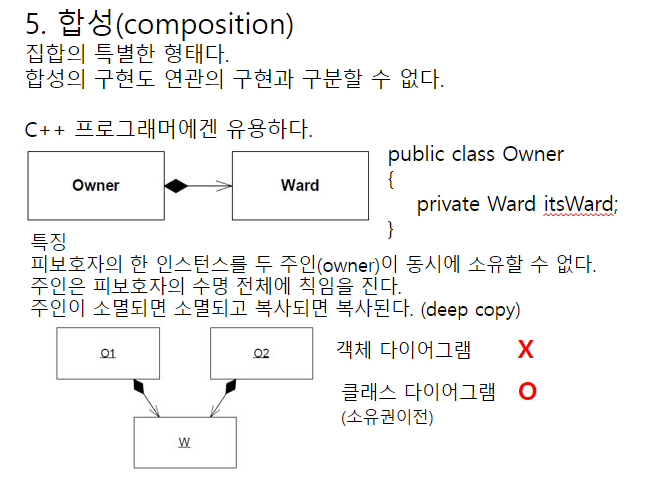 5. 합성(composition)
집합의 특별한 형태다.
합성의 구현도 연관의 구현과 구분할 수 없다.
C++ 프로그래머에겐 유용하다.
Owner
Ward
public class Owner
{
private Ward itsWard;
}
특징
피보호자의 한 인스턴스를 두 주인(owner)이 동시에 소유할 수 없다.
주인은 피보호자의 수명 전체에 책임을 진다.
주인이 소멸되면 소멸되고 복사되면 복사된다. (deep copy)
O1
O2
W
객체 다이어그램 X
클래스 다이어그램 O
(소유권이전)